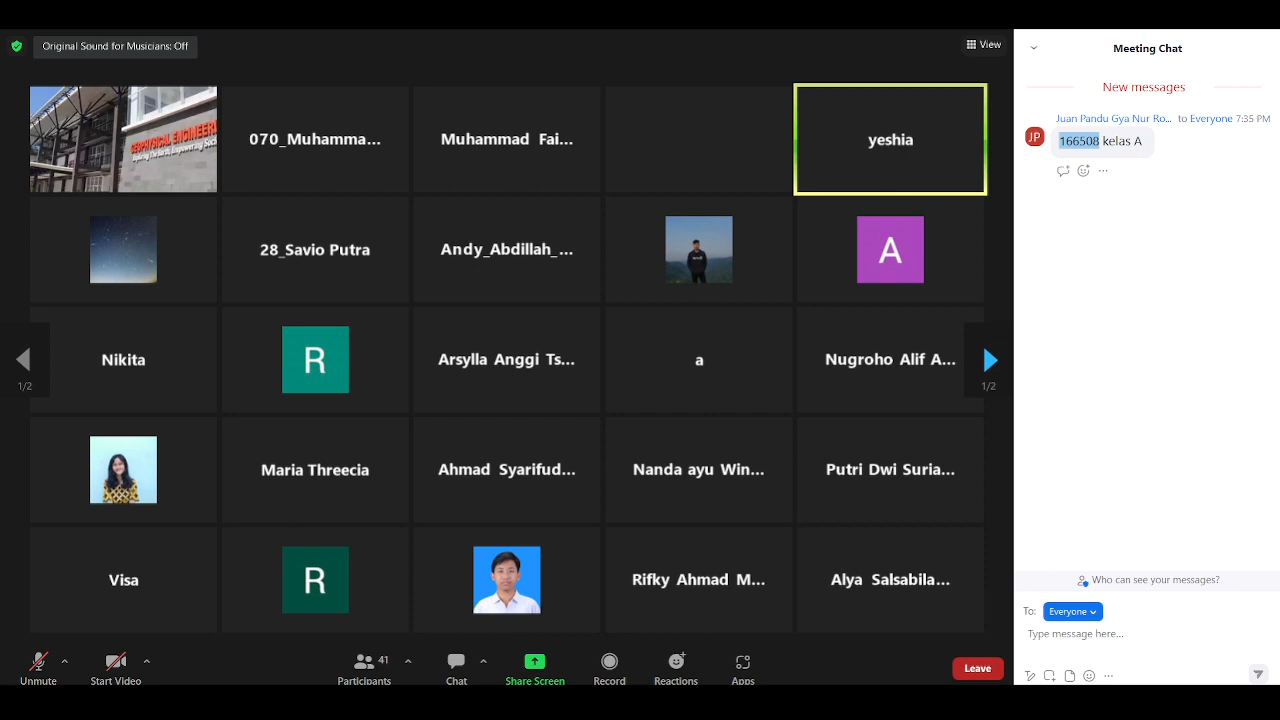 Original Sound for Musicians: Off
View
GEOPHYSICAL ENGINEERI
070_Muhamma...
Muhammad Fai...
yeshia
28_Savio Putra
Andy_Abdillah_...
A
Nikita
R
Arsylla Anggi Ts...
a
Nugroho Alif A...
1/2
1/2
Maria Threecia
Ahmad Syarifud...
Nanda ayu Win...
Putri Dwi Suria...
Visa
R
Rifky Ahmad M...
Alya Salsabila...
Unmute
Start Video
41
Participants
Chat
Share Screen
Record
Reactions
Apps
Leave
Meeting Chat
New messages
Juan Pandu Gya Nur Ro... to Everyone 7:35 PM
JP
166508 kelas A
...
Who can see your messages?
To: Everyone
Type message here...
...